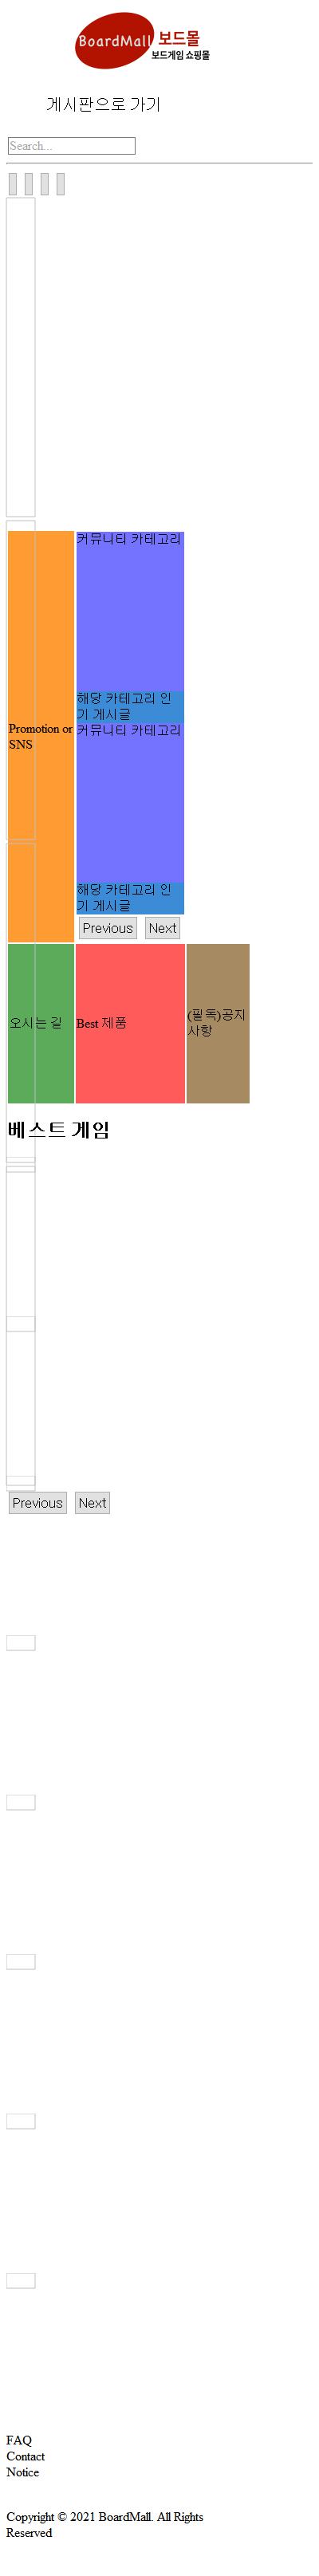 BoardMall 보드몰
보드게임 쇼핑몰
게시판으로 가기
Search...
커뮤니티 카테고리
해당 카테고리 인
기 게시글
Promotion or
SNS
커뮤니티 카테고리
해당 카테고리 인
기 게시글
Previous Next
오시는 길
Best 제품
(필독)공지
사항
베스트 게임
Previous Next
FAQ
Contact
Notice
Copyright © 2021 BoardMall. All Rights
Reserved